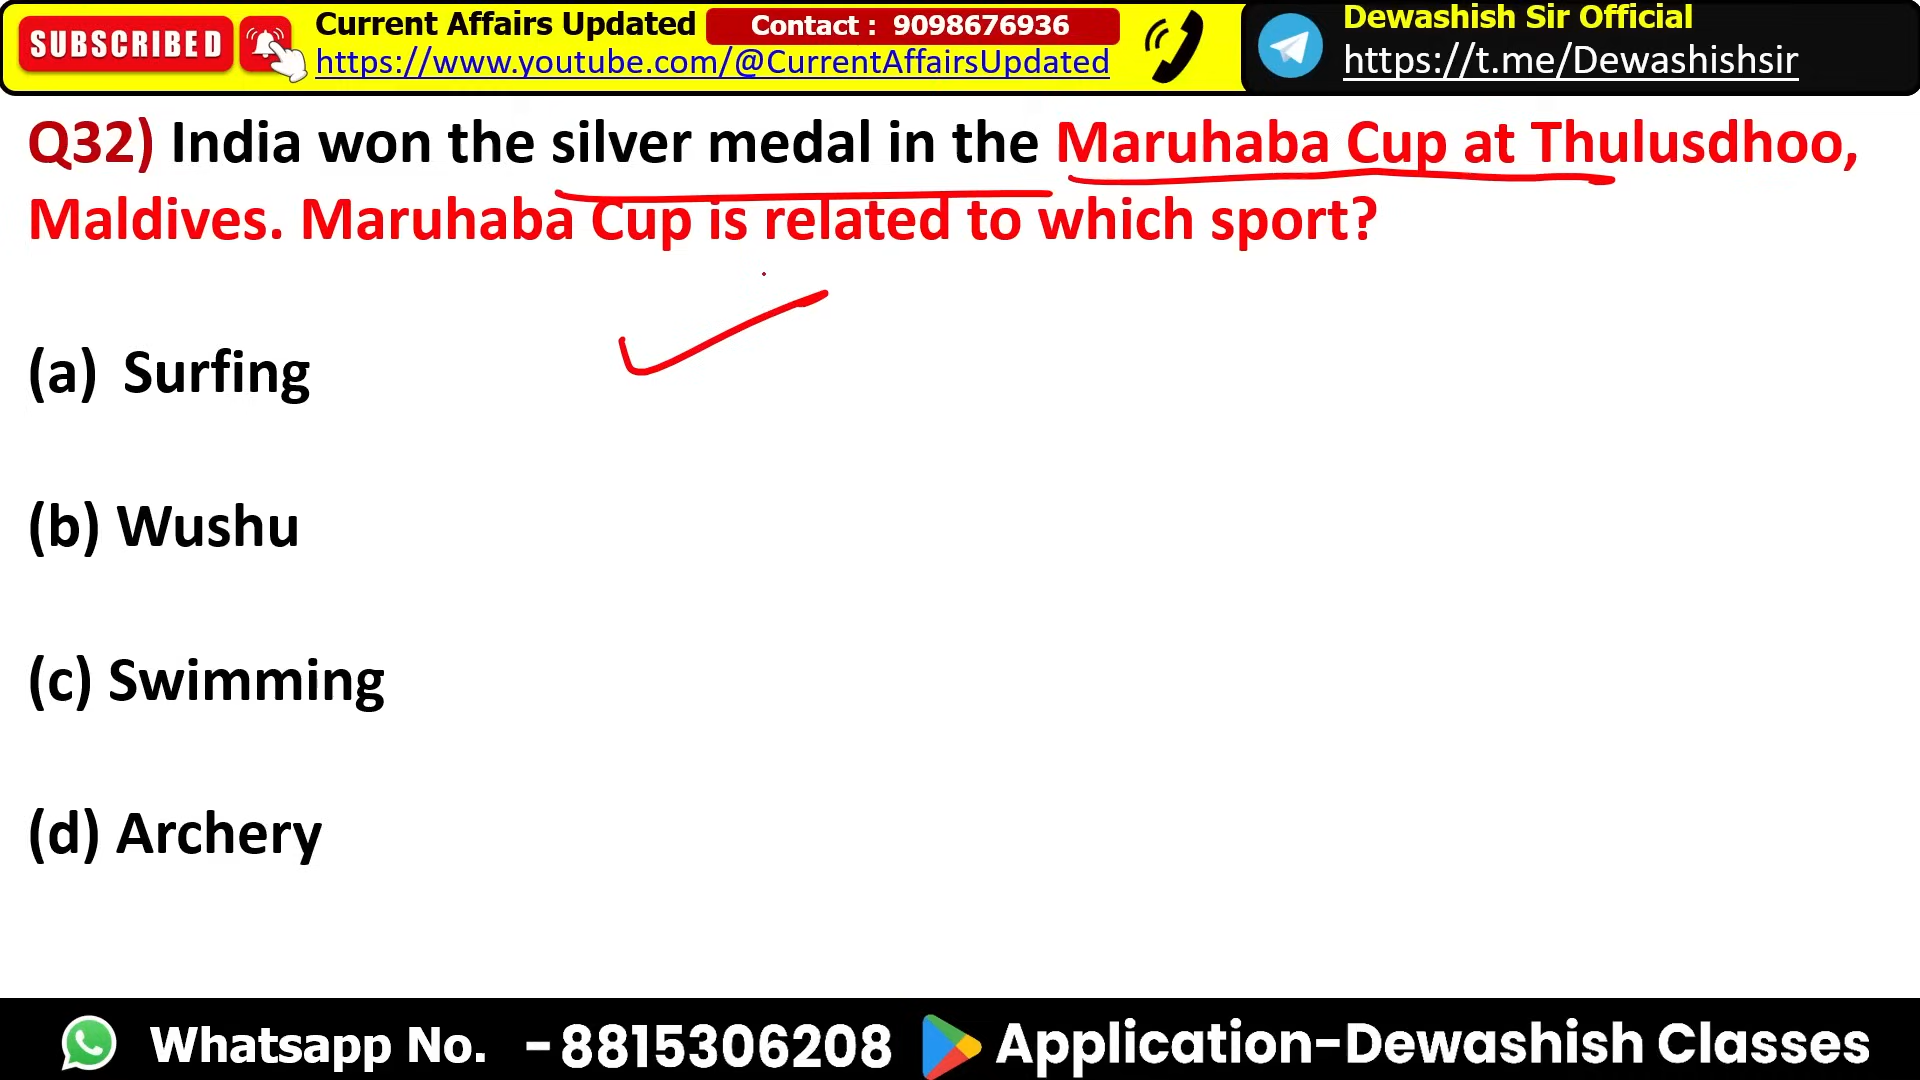 SUBSCRIBED
Current Affairs Updated
Contact : 9098676936
https://www.youtube.com/@CurrentAffairsUpdated
Dewashish Sir Official
https://t.me/Dewashishsir
Q32) India won the silver medal in the Maruhaba Cup at Thulusdhoo,
Maldives. Maruhaba Cup is related to which sport?
(a) Surfing
(b) Wushu
(c) Swimming
(d) Archery
Whatsapp No. -8815306208
Application-Dewashish Classes